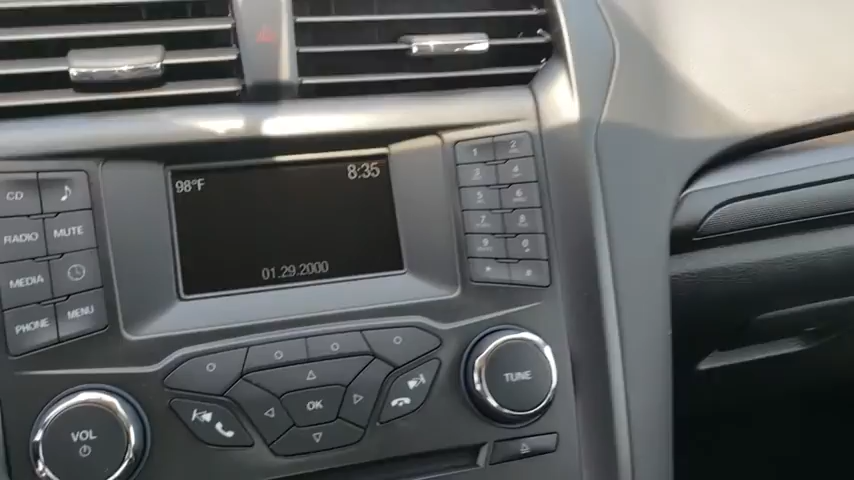 98°F 8:35
01.29.2000
CD
RADIO MUTE
MEDIA
PHONE MENU
1 2
3 4
5 6
7 8
9 0
* #
VOL
OK
TUNE